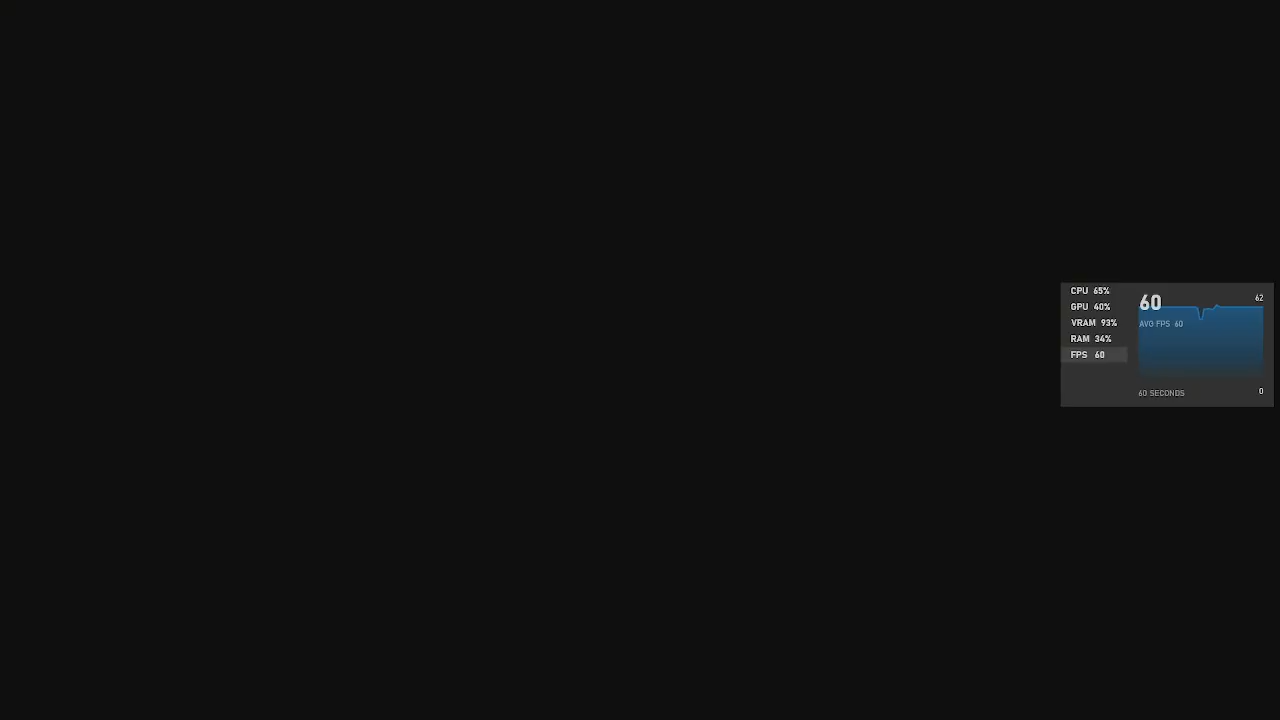 CPU 65%
GPU 40%
VRAM 93%
RAM 34%
FPS 60
60
62
AVG FPS 60
60 SECONDS
0